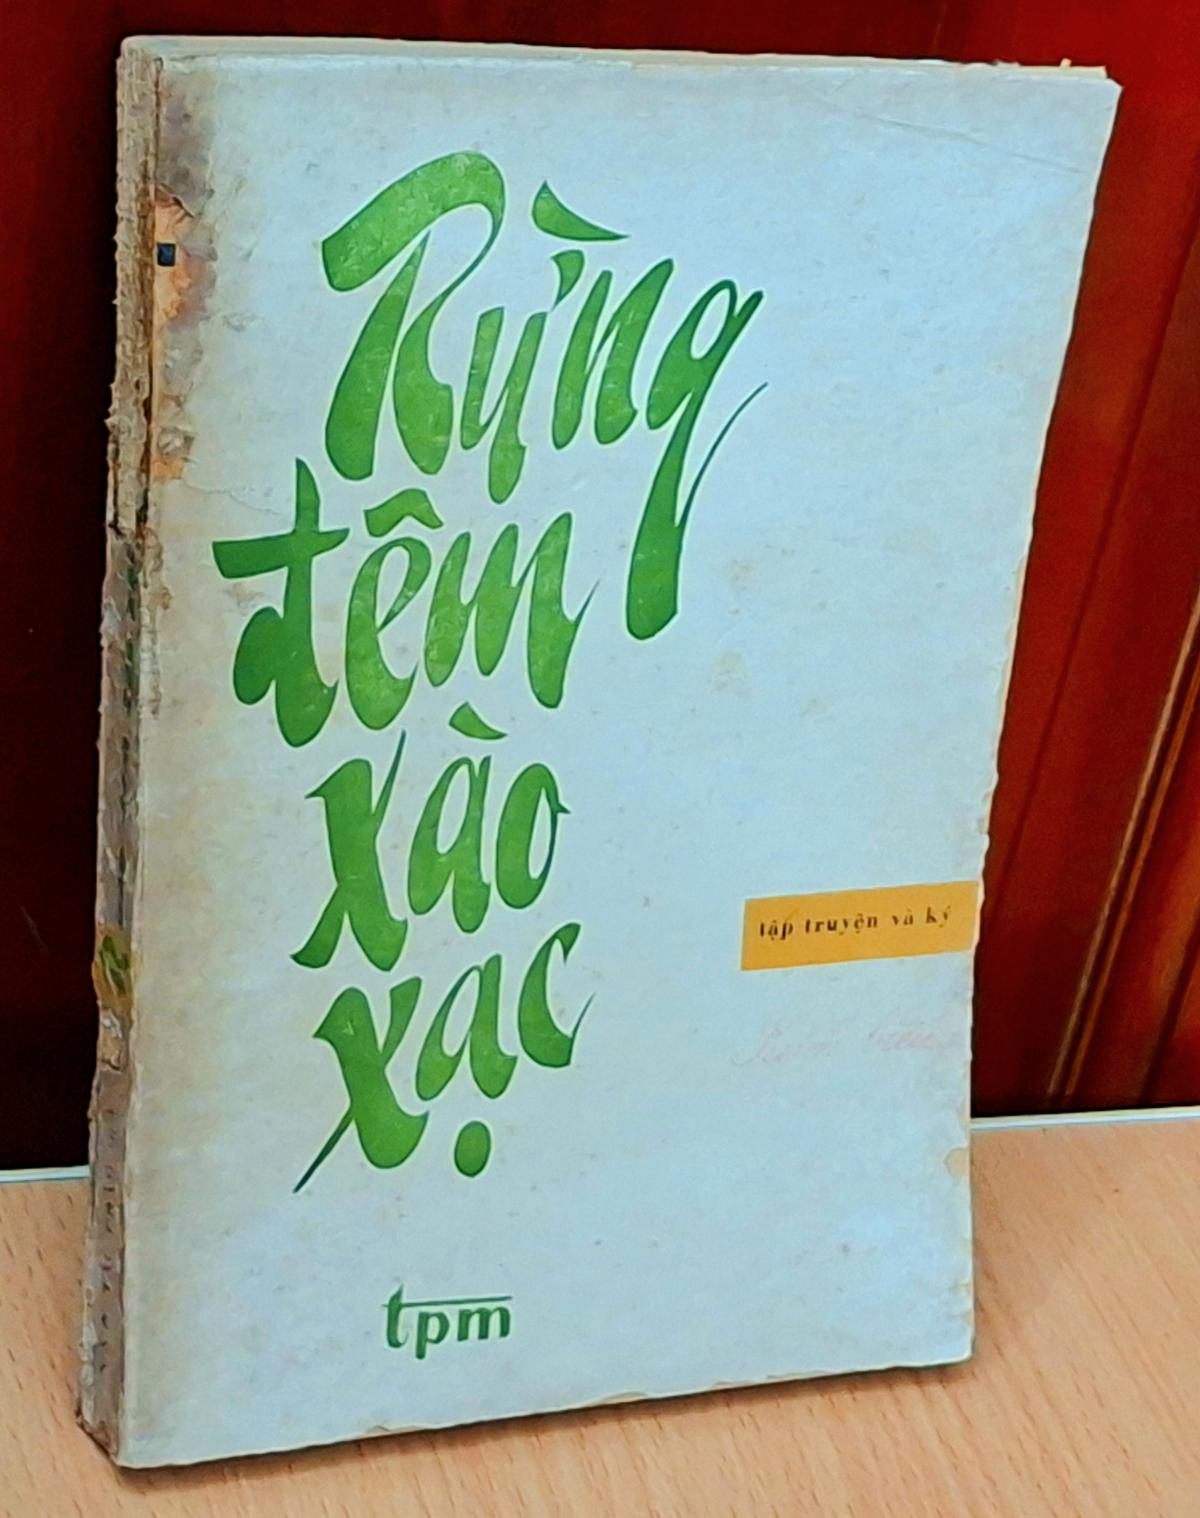 Rừng
đêm
xào
xạc
tập truyện và ký
tpm